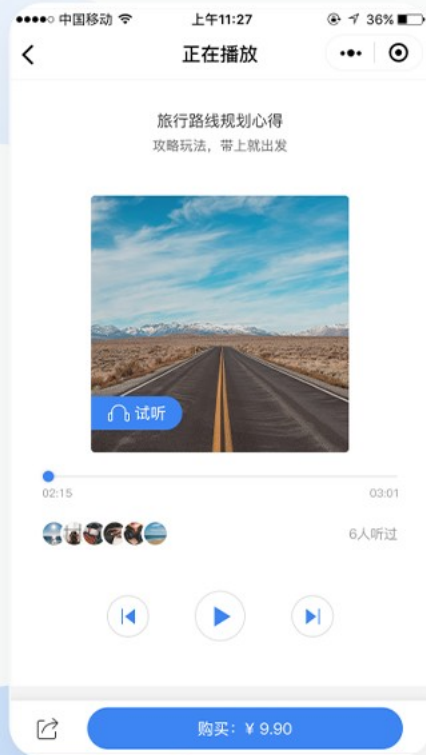 中国移动 上午11:27 36%
正在播放
旅行路线规划心得
攻略玩法，带上就出发
试听
02:15 03:01
6人听过
购买：¥ 9.90